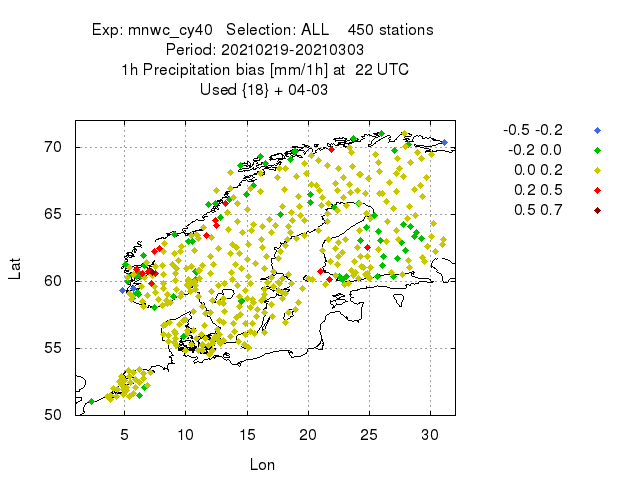 Exp: mnwc_cy40   Selection: ALL    450 stations
Period: 20210219-20210303
1h Precipitation bias [mm/1h] at  22 UTC
Used {18} + 04-03
-0.5 -0.2
-0.2 0.0
0.0 0.2
0.2 0.5
0.5 0.7
70
65
60
55
50
Lat
5 10 15 20 25 30
Lon